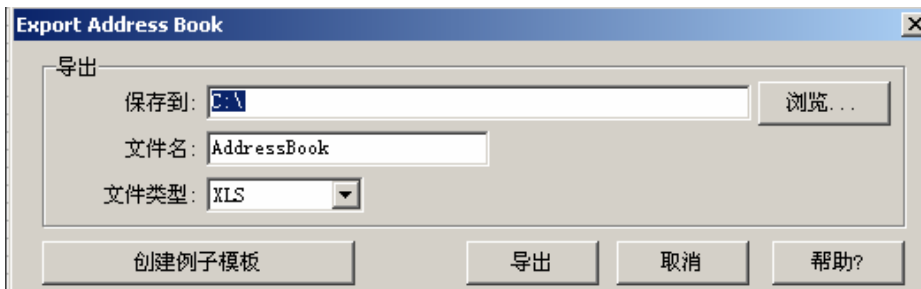 Export Address Book
导出
保存到: C:\ 浏览...
文件名: AddressBook
文件类型: XLS
创建例子模板 导出 取消 帮助?